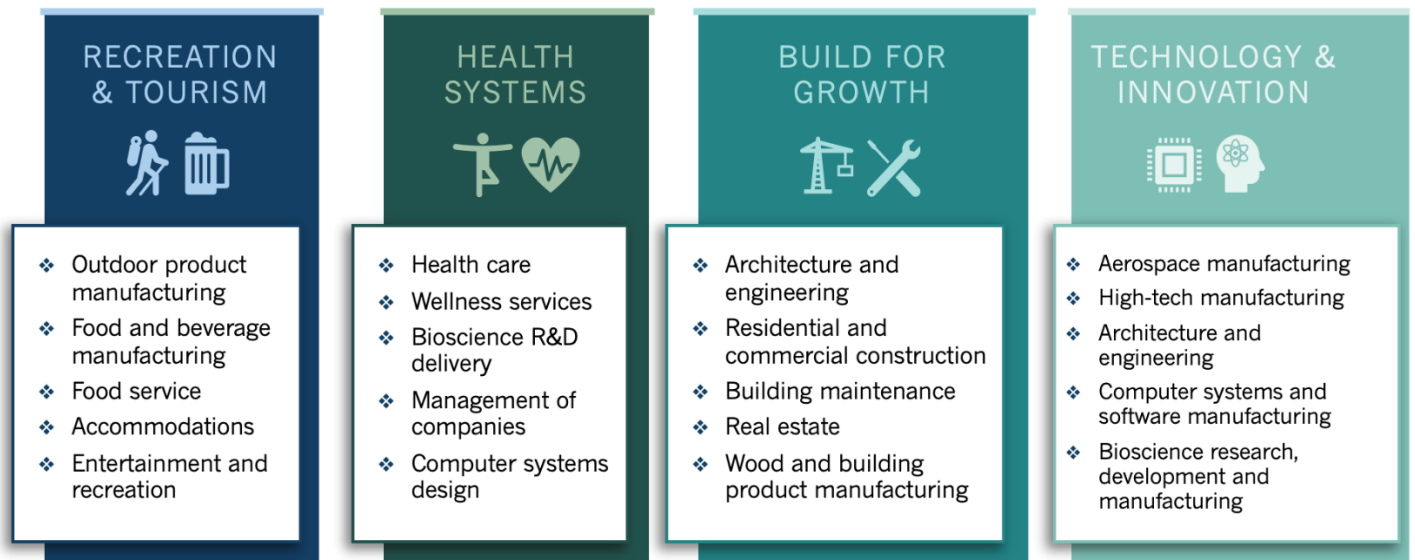 RECREATION
& TOURISM
❖ Outdoor product
manufacturing
❖ Food and beverage
manufacturing
❖ Food service
❖ Accommodations
❖ Entertainment and
recreation
HEALTH
SYSTEMS
❖ Health care
❖ Wellness services
❖ Bioscience R&D
delivery
❖ Management of
companies
❖ Computer systems
design
BUILD FOR
GROWTH
❖ Architecture and
engineering
❖ Residential and
commercial construction
❖ Building maintenance
❖ Real estate
❖ Wood and building
product manufacturing
TECHNOLOGY &
INNOVATION
❖ Aerospace manufacturing
❖ High-tech manufacturing
❖ Architecture and
engineering
❖ Computer systems and
software manufacturing
❖ Bioscience research,
development and
manufacturing